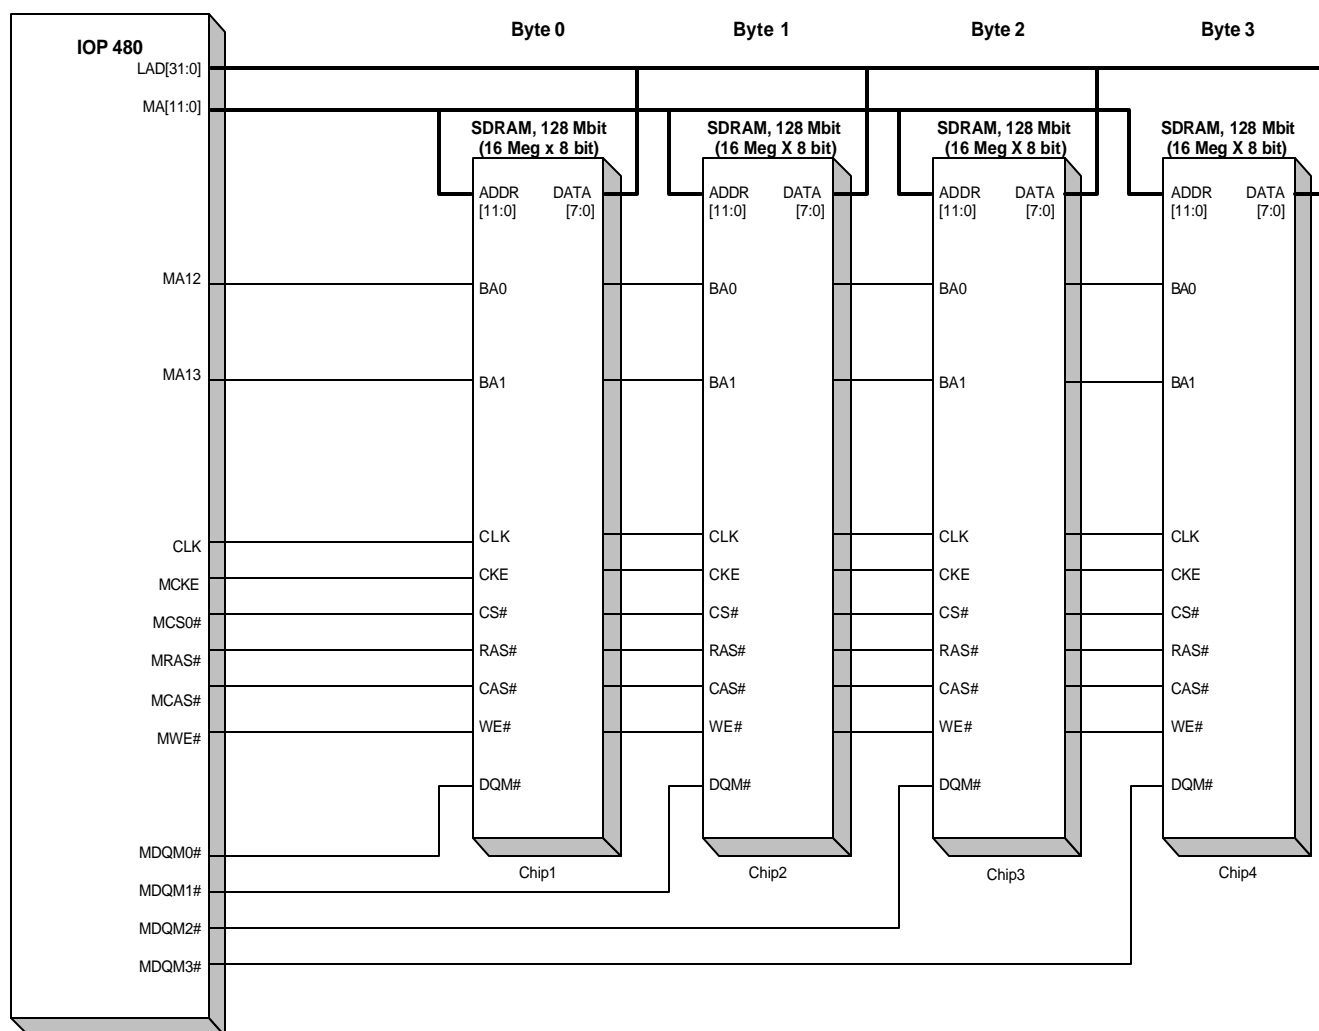 Byte 0
Byte 1
Byte 2
Byte 3
IOP 480
LAD[31:0]
MA[11:0]
MA12
MA13
CLK
MCKE
MCS0#
MRAS#
MCAS#
MWE#
MDQM0#
MDQM1#
MDQM2#
MDQM3#
SDRAM, 128 Mbit
(16 Meg x 8 bit)
ADDR DATA
[11:0] [7:0]
BA0
BA1
CLK
CKE
CS#
RAS#
CAS#
WE#
DQM#
Chip1
SDRAM, 128 Mbit
(16 Meg X 8 bit)
ADDR DATA
[11:0] [7:0]
BA0
BA1
CLK
CKE
CS#
RAS#
CAS#
WE#
DQM#
Chip2
SDRAM, 128 Mbit
(16 Meg X 8 bit)
ADDR DATA
[11:0] [7:0]
BA0
BA1
CLK
CKE
CS#
RAS#
CAS#
WE#
DQM#
Chip3
SDRAM, 128 Mbit
(16 Meg X 8 bit)
ADDR DATA
[11:0] [7:0]
BA0
BA1
CLK
CKE
CS#
RAS#
CAS#
WE#
DQM#
Chip4